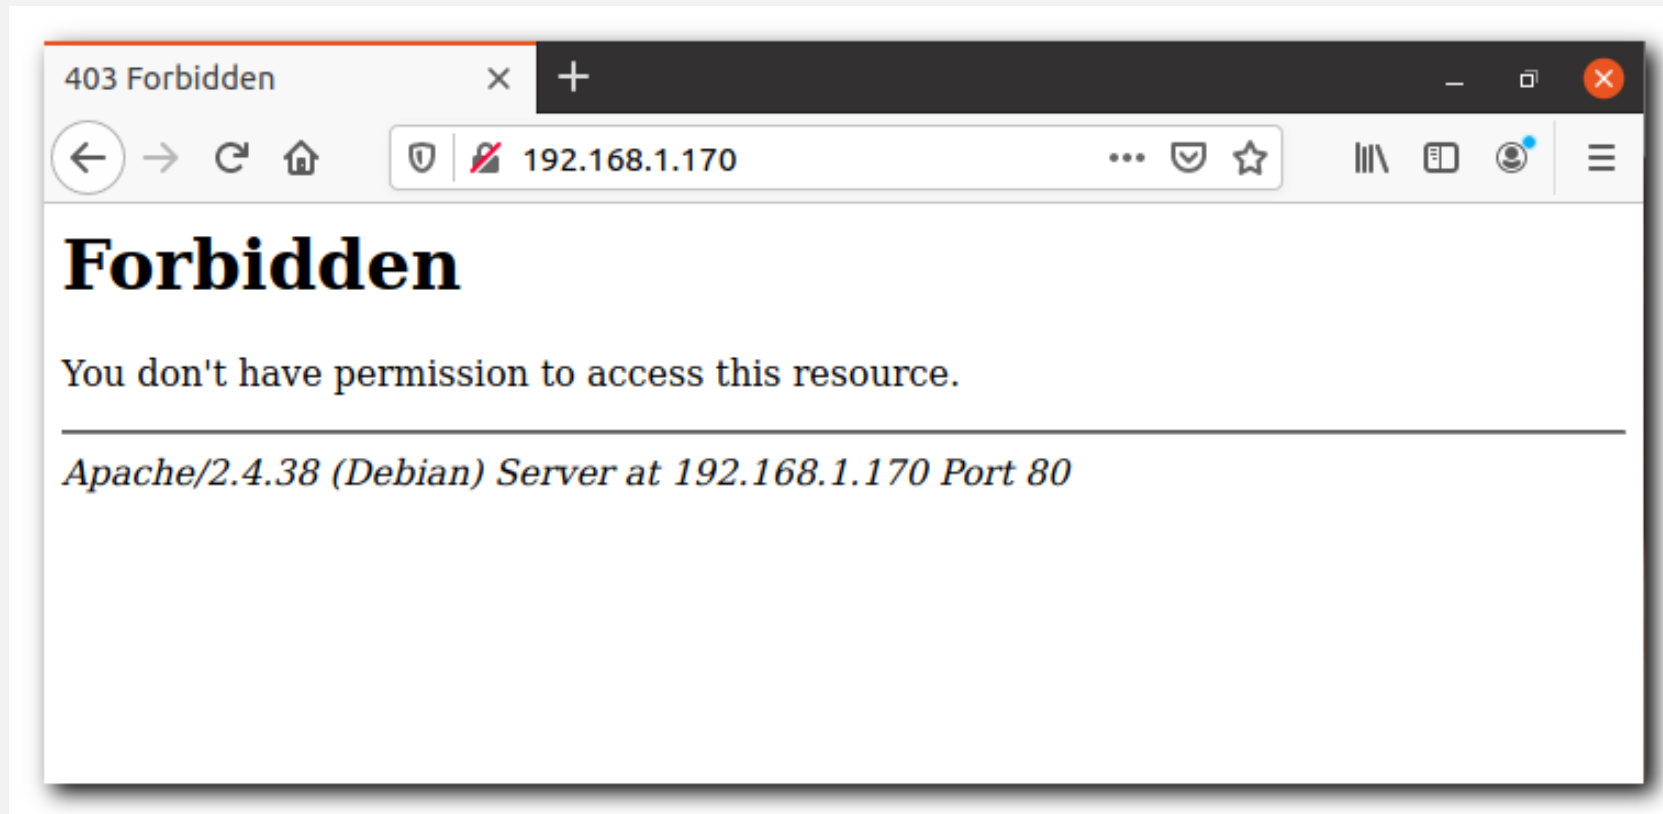 403 Forbidden
192.168.1.170
Forbidden
You don't have permission to access this resource.
Apache/2.4.38 (Debian) Server at 192.168.1.170 Port 80